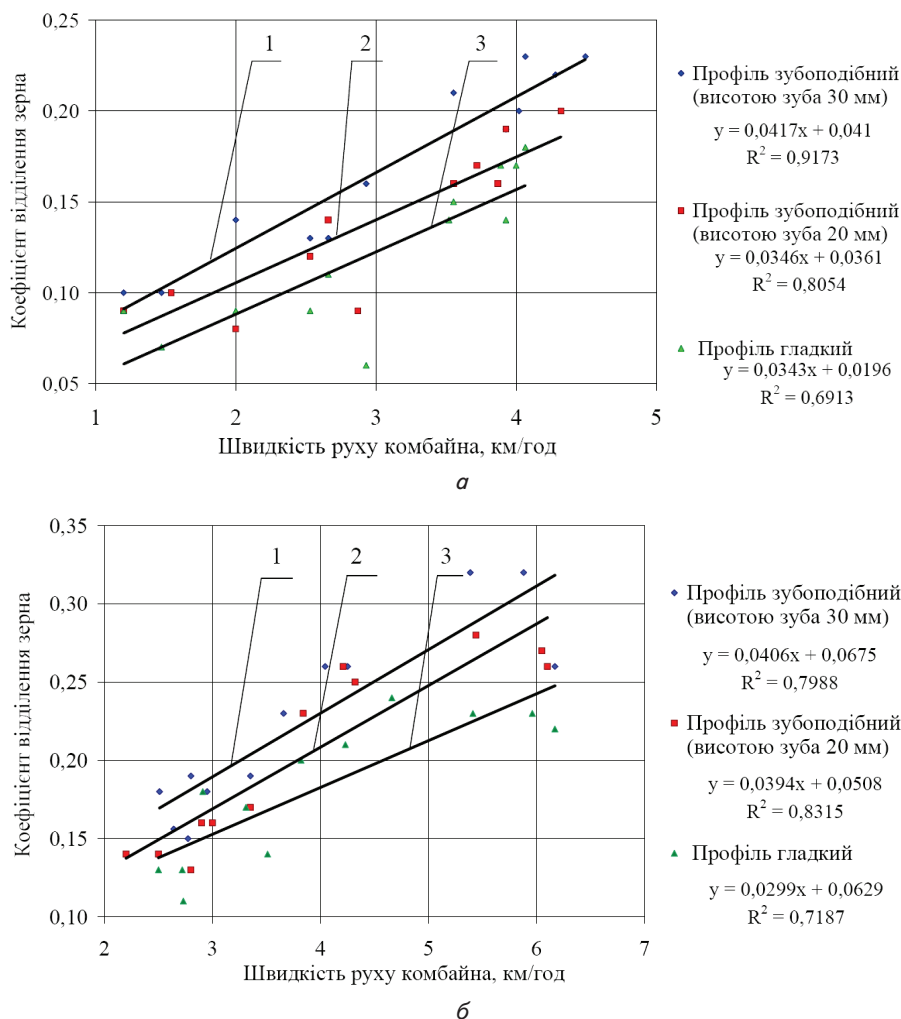 0,25
0,20
0,15
0,10
0,05
Коефіцієнт відділення зерна
1
2
3
1
2
3
4
5
Швидкість руху комбайна, км/год
Профіль зубоподібний
(висотою зуба 30 мм)
y = 0,0417x + 0,041
R² = 0,9173
Профіль зубоподібний
(висотою зуба 20 мм)
y = 0,0346x + 0,0361
R² = 0,8054
Профіль гладкий
y = 0,0343x + 0,0196
R² = 0,6913
а
0,35
0,30
0,25
0,20
0,15
0,10
Коефіцієнт відділення зерна
1
2
3
2
3
4
5
6
7
Швидкість руху комбайна, км/год
Профіль зубоподібний
(висотою зуба 30 мм)
y = 0,0406x + 0,0675
R² = 0,7988
Профіль зубоподібний
(висотою зуба 20 мм)
y = 0,0394x + 0,0508
R² = 0,8315
Профіль гладкий
y = 0,0299x + 0,0629
R² = 0,7187
б